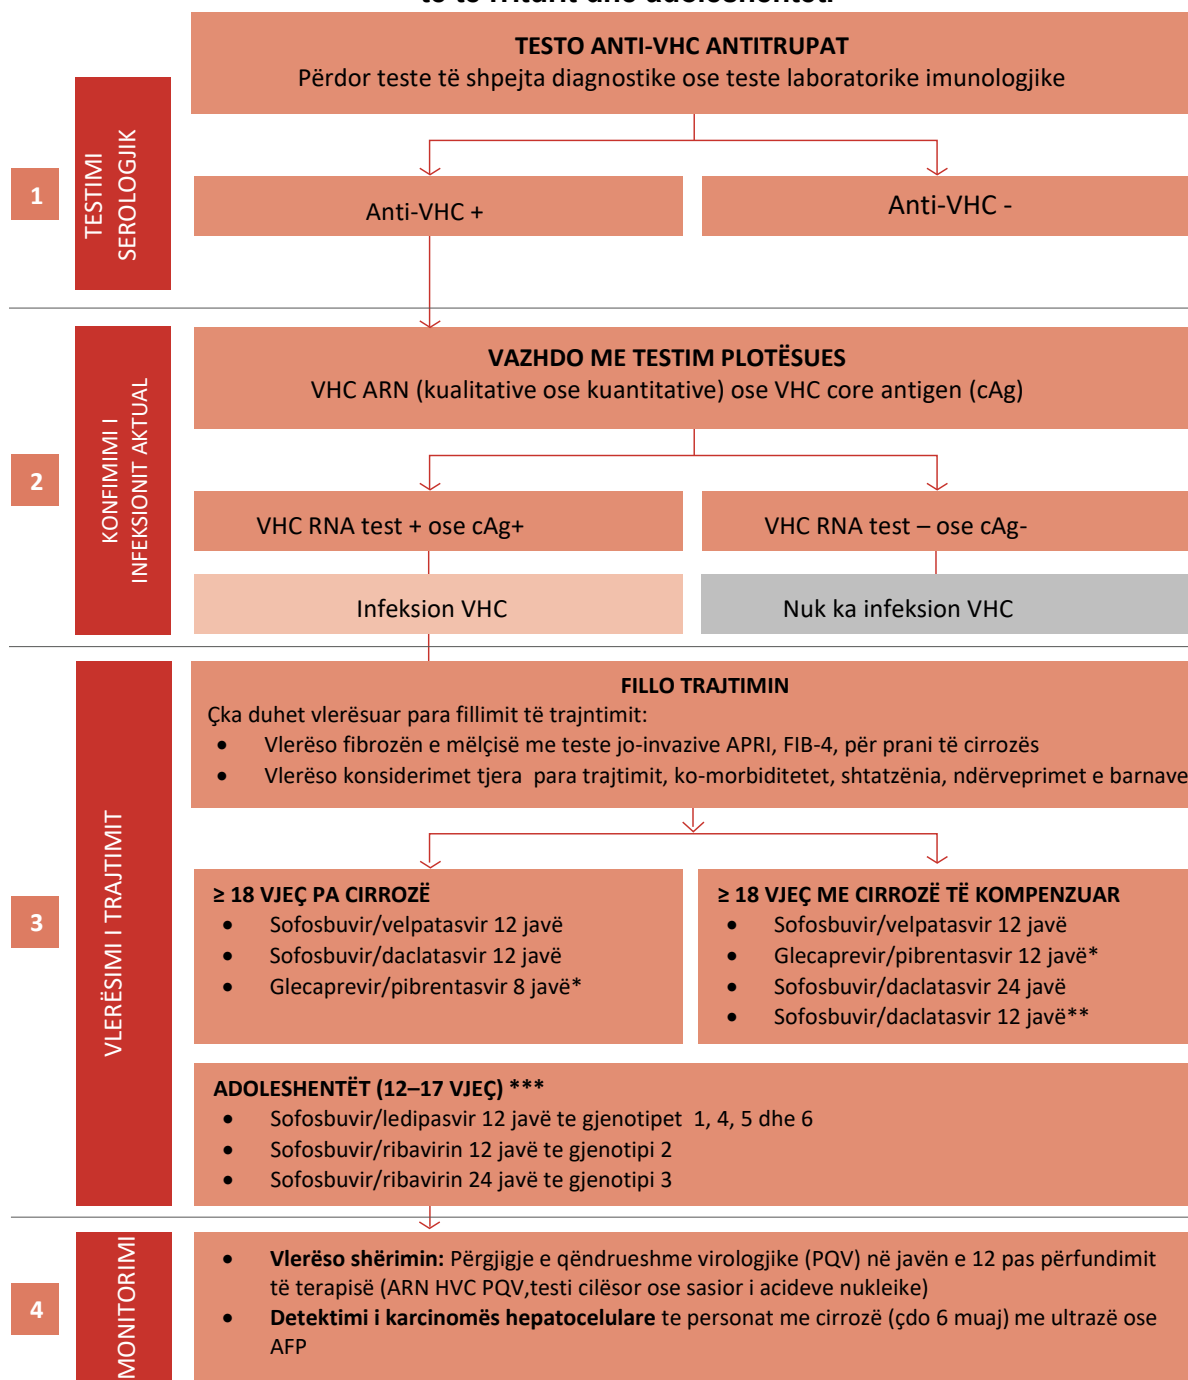 të të rriturit dhe adoleshentët.
TESTO ANTI-VHC ANTITRUPAT
Përdor teste të shpejta diagnostike ose teste laboratorike imunologjike
1
TESTIMI
SEROLOGJIK
Anti-VHC +
Anti-VHC -
2
KONFIMIMI I
INFEKSIONIT AKTUAL
VAZHDO ME TESTIM PLOTËSUES
VHC ARN (kualitative ose kuantitative) ose VHC core antigen (cAg)
VHC RNA test + ose cAg+
VHC RNA test – ose cAg-
Infeksion VHC
Nuk ka infeksion VHC
3
VLERËSIMI I TRAJTIMIT
FILLO TRAJTIMIN
Çka duhet vlerësuar para fillimit të trajntimit:
• Vlerëso fibrozën e mëlçisë me teste jo-invazive APRI, FIB-4, për prani të cirrozës
• Vlerëso konsiderimet tjera para trajtimit, ko-morbiditetet, shtatzënia, ndërveprimet e barnave
≥ 18 VJEÇ PA CIRROZË
• Sofosbuvir/velpatasvir 12 javë
• Sofosbuvir/daclatasvir 12 javë
• Glecaprevir/pibrentasvir 8 javë*
≥ 18 VJEÇ ME CIRROZË TË KOMPENZUAR
• Sofosbuvir/velpatasvir 12 javë
• Glecaprevir/pibrentasvir 12 javë*
• Sofosbuvir/daclatasvir 24 javë
• Sofosbuvir/daclatasvir 12 javë**
ADOLESHENTËT (12–17 VJEÇ) ***
• Sofosbuvir/ledipasvir 12 javë te gjenotipet 1, 4, 5 dhe 6
• Sofosbuvir/ribavirin 12 javë te gjenotipi 2
• Sofosbuvir/ribavirin 24 javë te gjenotipi 3
4
MONITORIMI
• Vlerëso shërimin: Përgjigje e qëndrueshme virologjike (PQV) në javën e 12 pas përfundimit
të terapisë (ARN HVC PQV,testi cilësor ose sasior i acideve nukleike)
• Detektimi i karcinomës hepatocelulare te personat me cirrozë (çdo 6 muaj) me ultrazë ose
AFP